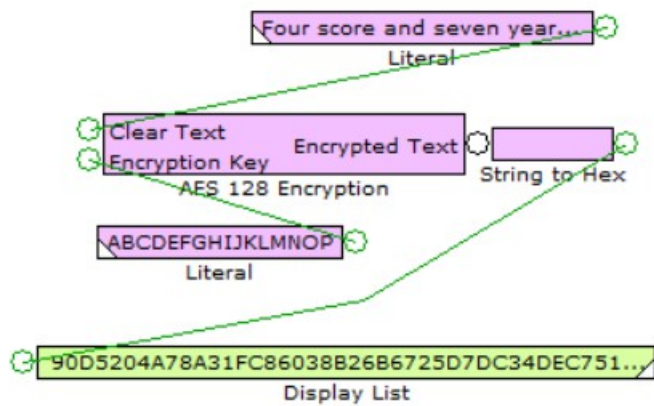 Four score and seven year...
Literal
Clear Text
Encrypted Text
Encryption Key
String to Hex
AES 128 Encryption
ABCDEFGHIJKLMNOP
Literal
90D5204A78A31FC86038B26B6725D7DC34DEC751...
Display List